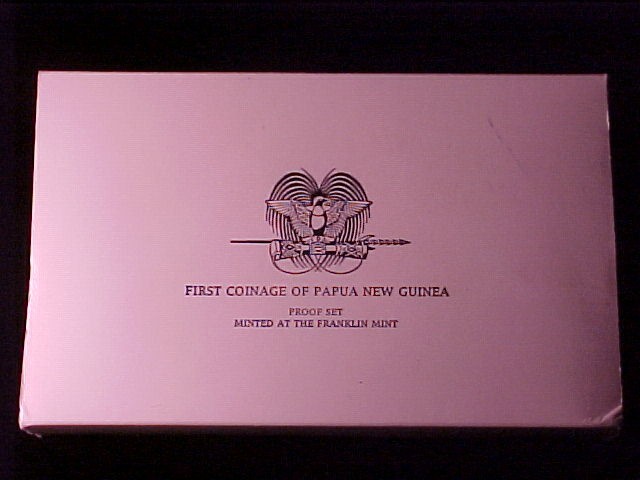 FIRST COINAGE OF PAPUA NEW GUINEA
PROOF SET
MINTED AT THE FRANKLIN MINT